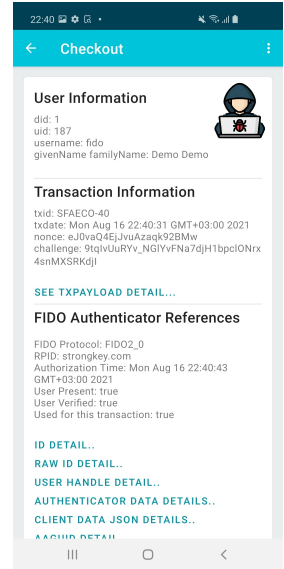 22:40
Checkout
User Information
did: 1
uid: 187
username: fido
givenName familyName: Demo Demo
Transaction Information
txid: SFAECO-40
txdate: Mon Aug 16 22:40:31 GMT+03:00 2021
nonce: eJ0vaQ4EjJvuAzaqk92BMw
challenge: 9tqIvUuRYv_NGlYvFNa7djH1bpclONrx
4snMXSRKdjI
SEE TXPAYLOAD DETAIL...
FIDO Authenticator References
FIDO Protocol: FIDO2_0
RPID: strongkey.com
Authorization Time: Mon Aug 16 22:40:43
GMT+03:00 2021
User Present: true
User Verified: true
Used for this transaction: true
ID DETAIL..
RAW ID DETAIL..
USER HANDLE DETAIL..
AUTHENTICATOR DATA DETAILS..
CLIENT DATA JSON DETAILS..
AAGUID DETAIL